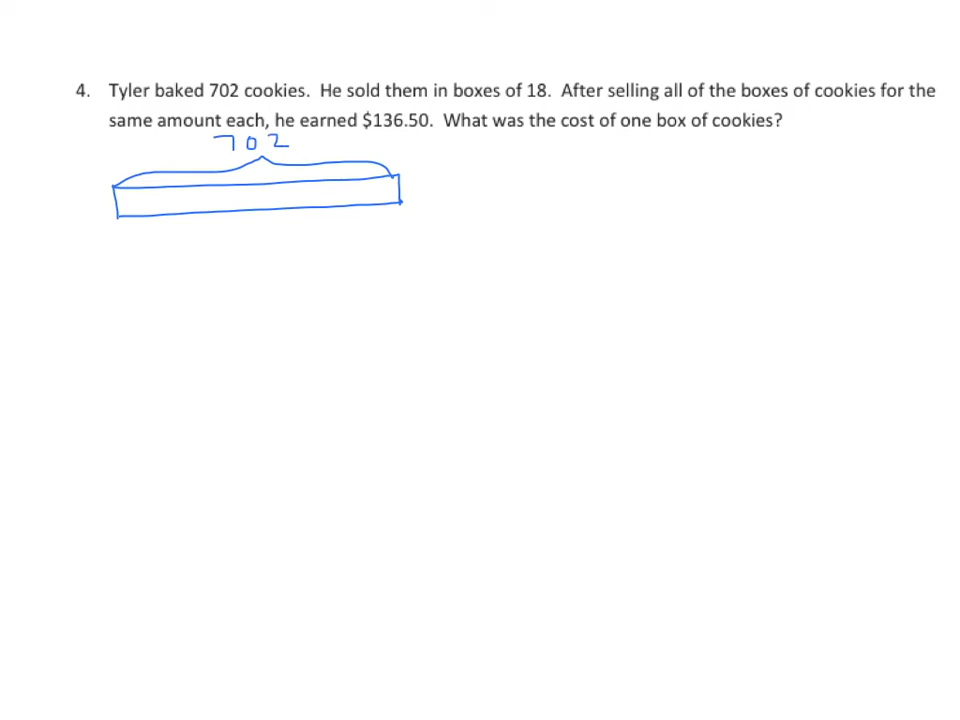 4. Tyler baked 702 cookies. He sold them in boxes of 18. After selling all of the boxes of cookies for the
same amount each, he earned $136.50. What was the cost of one box of cookies?
702